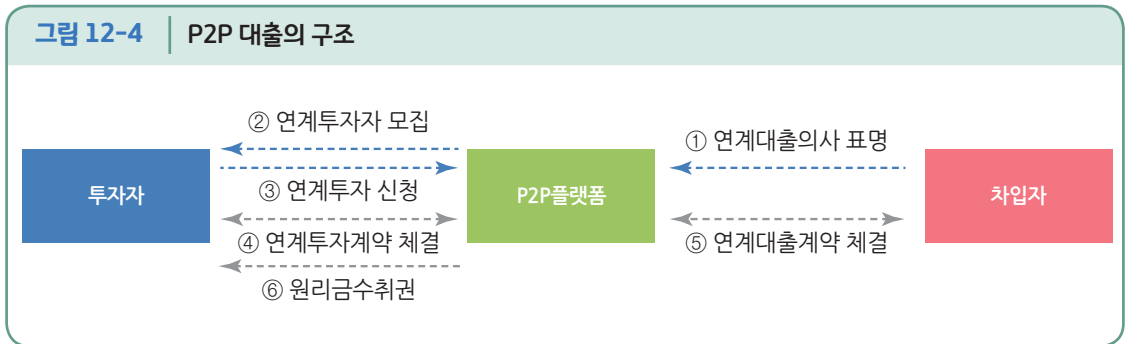 그림 12-4 P2P 대출의 구조
② 연계투자자 모집
① 연계대출의사 표명
투자자
③ 연계투자 신청
P2P플랫폼
차입자
④ 연계투자계약 체결
⑤ 연계대출계약 체결
⑥ 원리금수취권